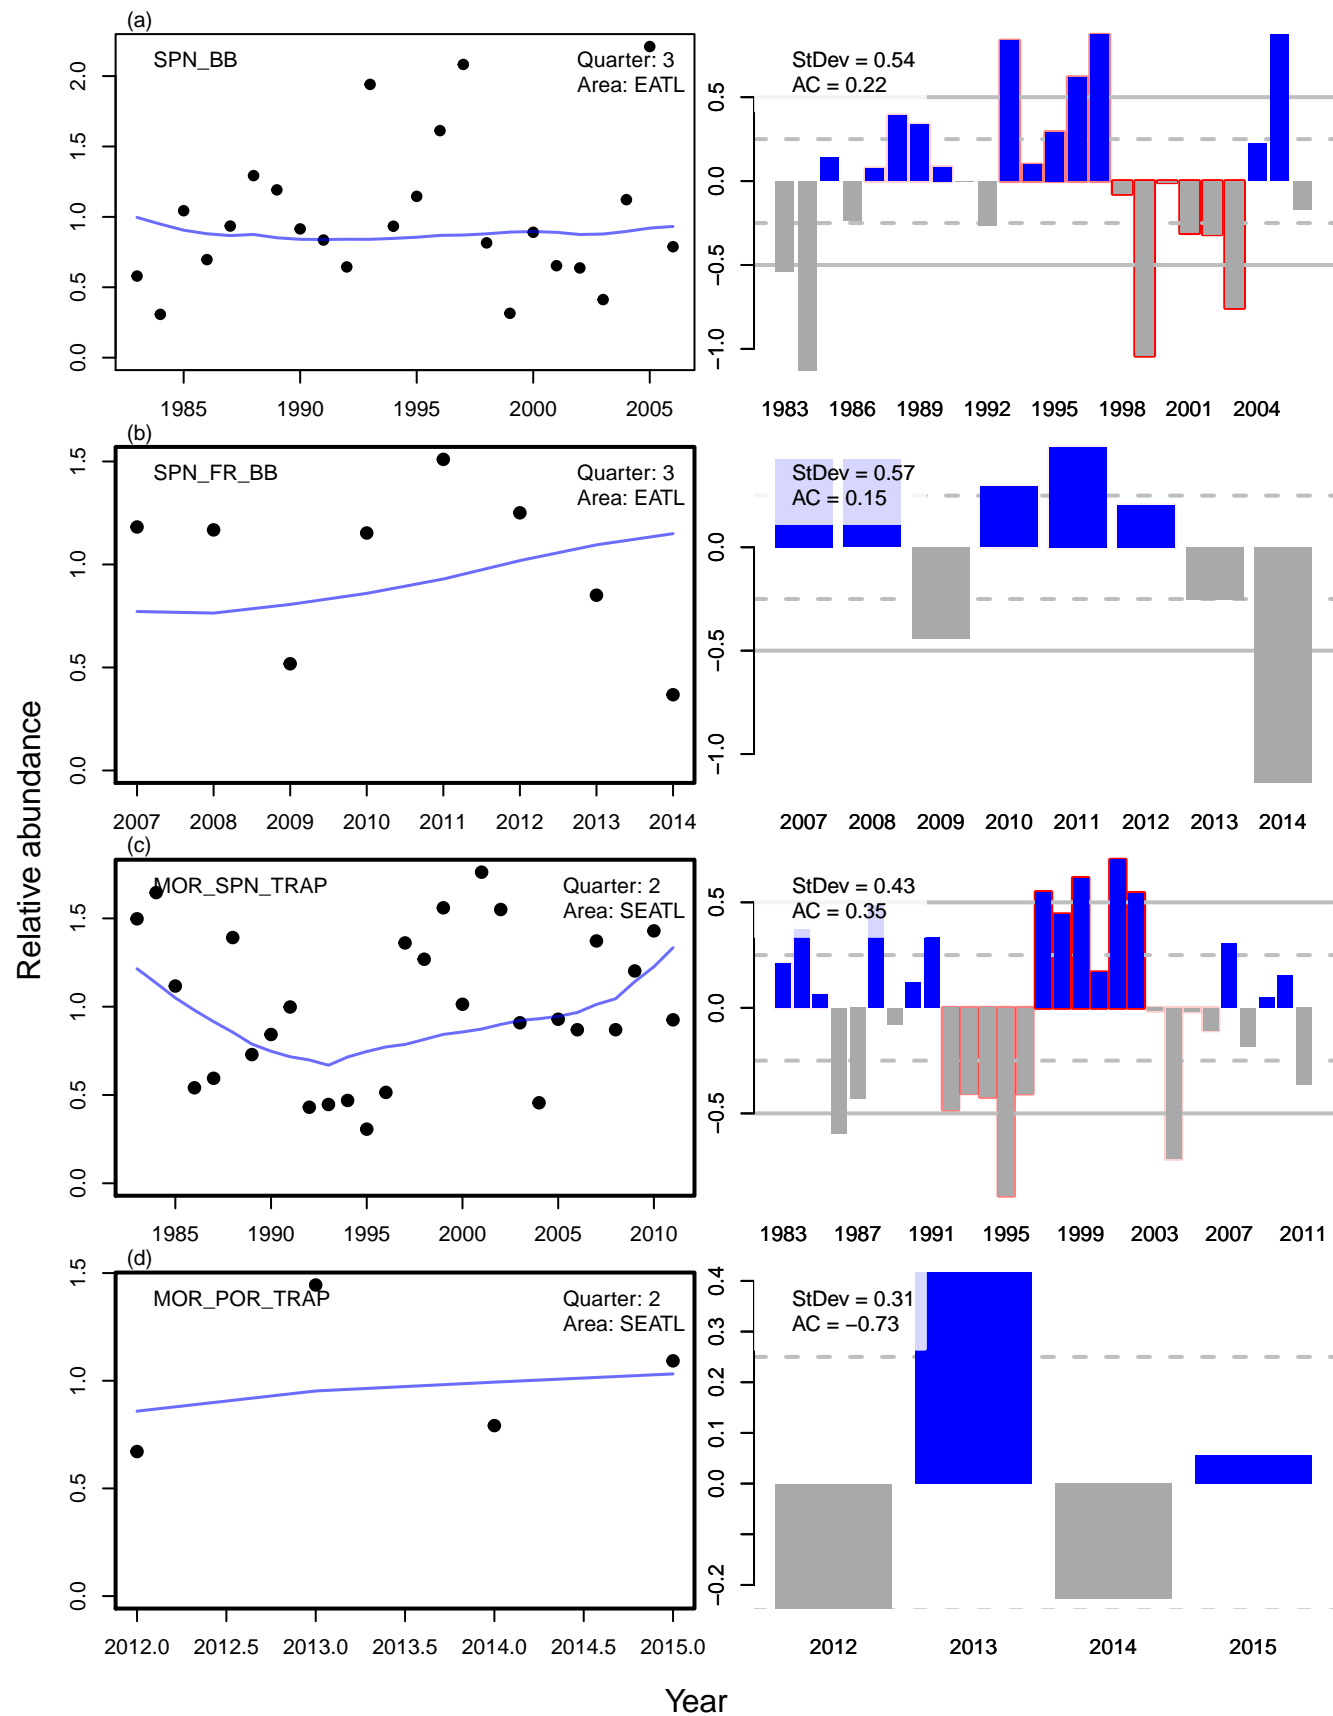 (a)
SPN_BB
Quarter: 3
Area: EATL
0.0 0.5 1.0 1.5 2.0
1985 1990 1995 2000 2005
StDev = 0.54
AC = 0.22
−1.0 −0.5 0.0 0.5
1983 1986 1989 1992 1995 1998 2001 2004
(b)
SPN_FR_BB
Quarter: 3
Area: EATL
0.0 0.5 1.0 1.5
2007 2008 2009 2010 2011 2012 2013 2014
StDev = 0.57
AC = 0.15
−1.0 −0.5 0.0
2007 2008 2009 2010 2011 2012 2013 2014
(c)
MOR_SPN_TRAP
Quarter: 2
Area: SEATL
0.0 0.5 1.0 1.5
1985 1990 1995 2000 2005 2010
StDev = 0.43
AC = 0.35
−0.5 0.0 0.5
1983 1987 1991 1995 1999 2003 2007 2011
(d)
MOR_POR_TRAP
Quarter: 2
Area: SEATL
0.0 0.5 1.0 1.5
2012.0 2012.5 2013.0 2013.5 2014.0 2014.5 2015.0
StDev = 0.31
AC = −0.73
−0.2 0.0 0.1 0.2 0.3 0.4
2012 2013 2014 2015
Relative abundance
Year